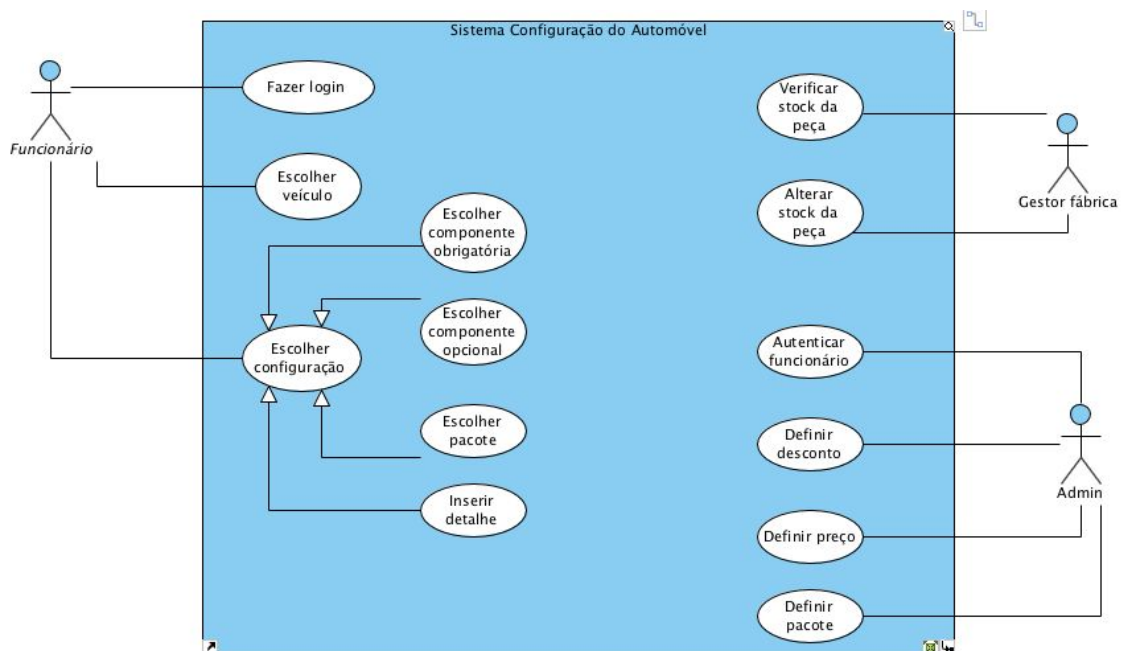 Sistema Configuração do Automóvel
Funcionário
Fazer login
Escolher
veículo
Escolher
componente
obrigatória
Escolher
componente
opcional
Escolher
configuração
Escolher
pacote
Inserir
detalhe
Verificar
stock da
peça
Alterar
stock da
peça
Gestor fábrica
Autenticar
funcionário
Definir
desconto
Admin
Definir preço
Definir
pacote